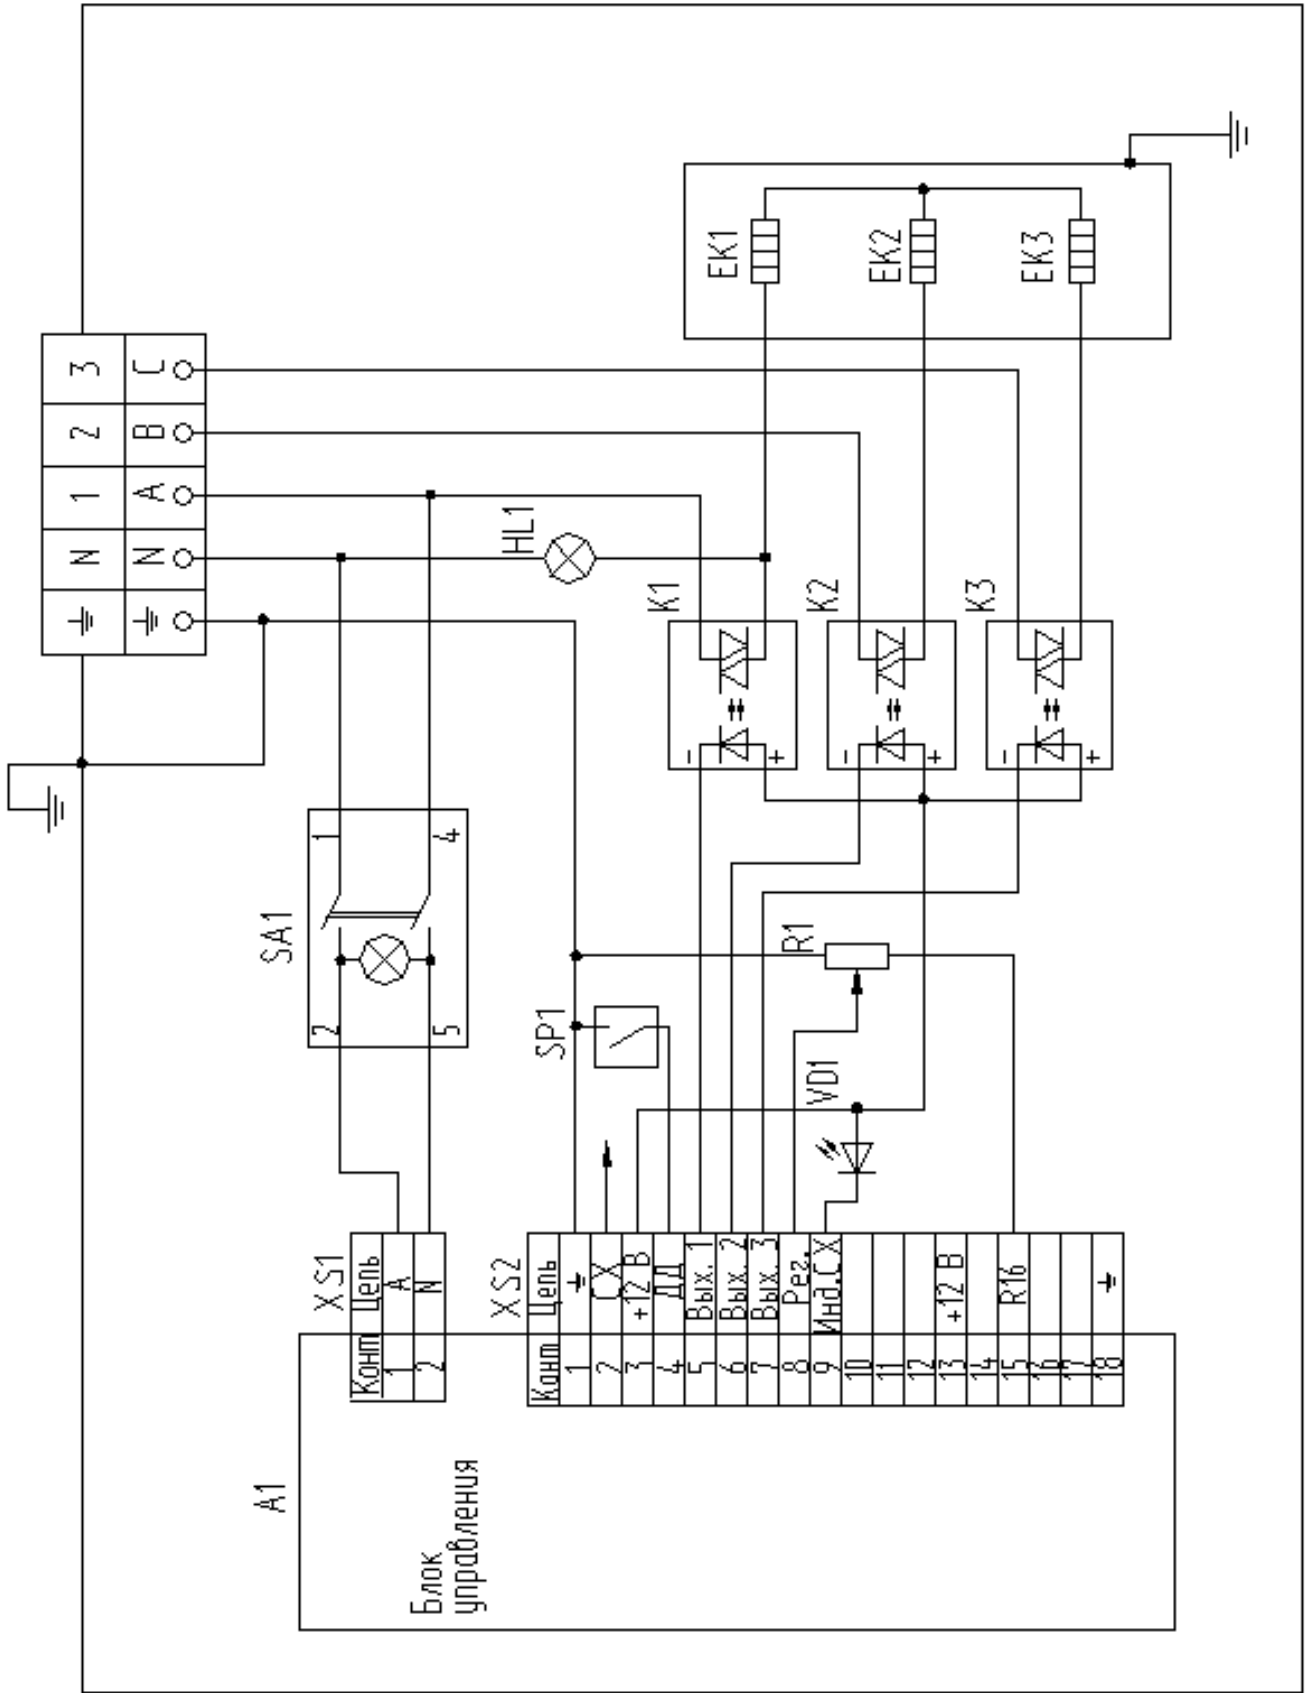 А1
Блок
управления
XS1
Конт Цепь
1 A
2 N
XS2
Конт Цепь
1
2 СХ
3 +12 В
4 ДД
5 Вых. 1
6 Вых. 2
7 Вых. 3
8 Рег.
9 Инд.СХ
10
11
12
13 +12 В
14
15 R16
16
17
18
SA1
2 1
5 4
SP1
R1
VD1
K1
- +
K2
- +
K3
- +
HL1
N N
A 1
B 2
C 3
EK1
EK2
EK3